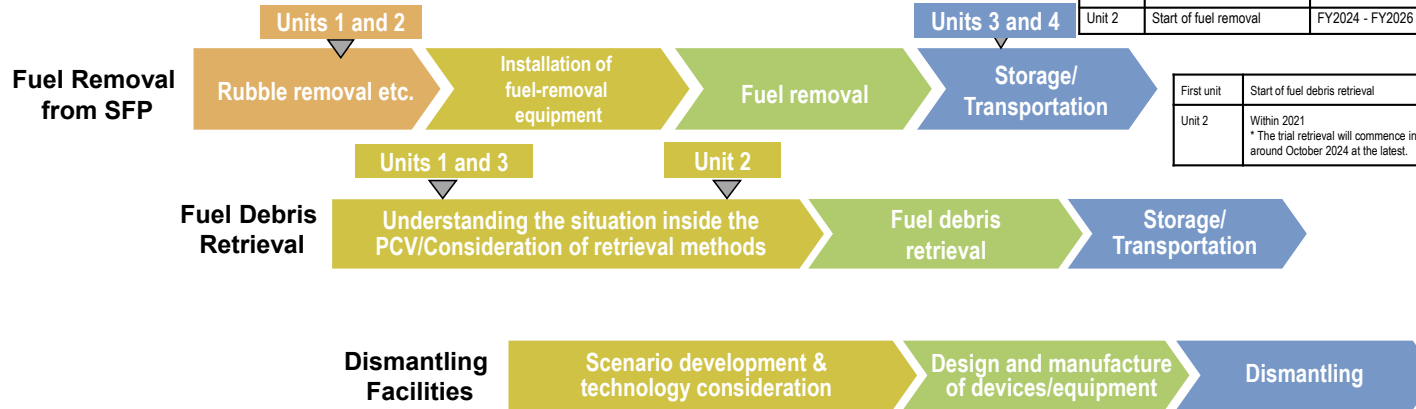 Units 1 and 2
Units 3 and 4
Unit 2 Start of fuel removal FY2024 - FY2026
Fuel Removal
from SFP
Rubble removal etc.
Installation of
fuel-removal
equipment
Fuel removal
Storage/
Transportation
First unit Start of fuel debris retrieval
Unit 2 Within 2021
* The trial retrieval will commence in
around October 2024 at the latest.
Units 1 and 3
Unit 2
Fuel Debris
Retrieval
Understanding the situation inside the
PCV/Consideration of retrieval methods
Fuel debris
retrieval
Storage/
Transportation
Dismantling
Facilities
Scenario development &
technology consideration
Design and manufacture
of devices/equipment
Dismantling